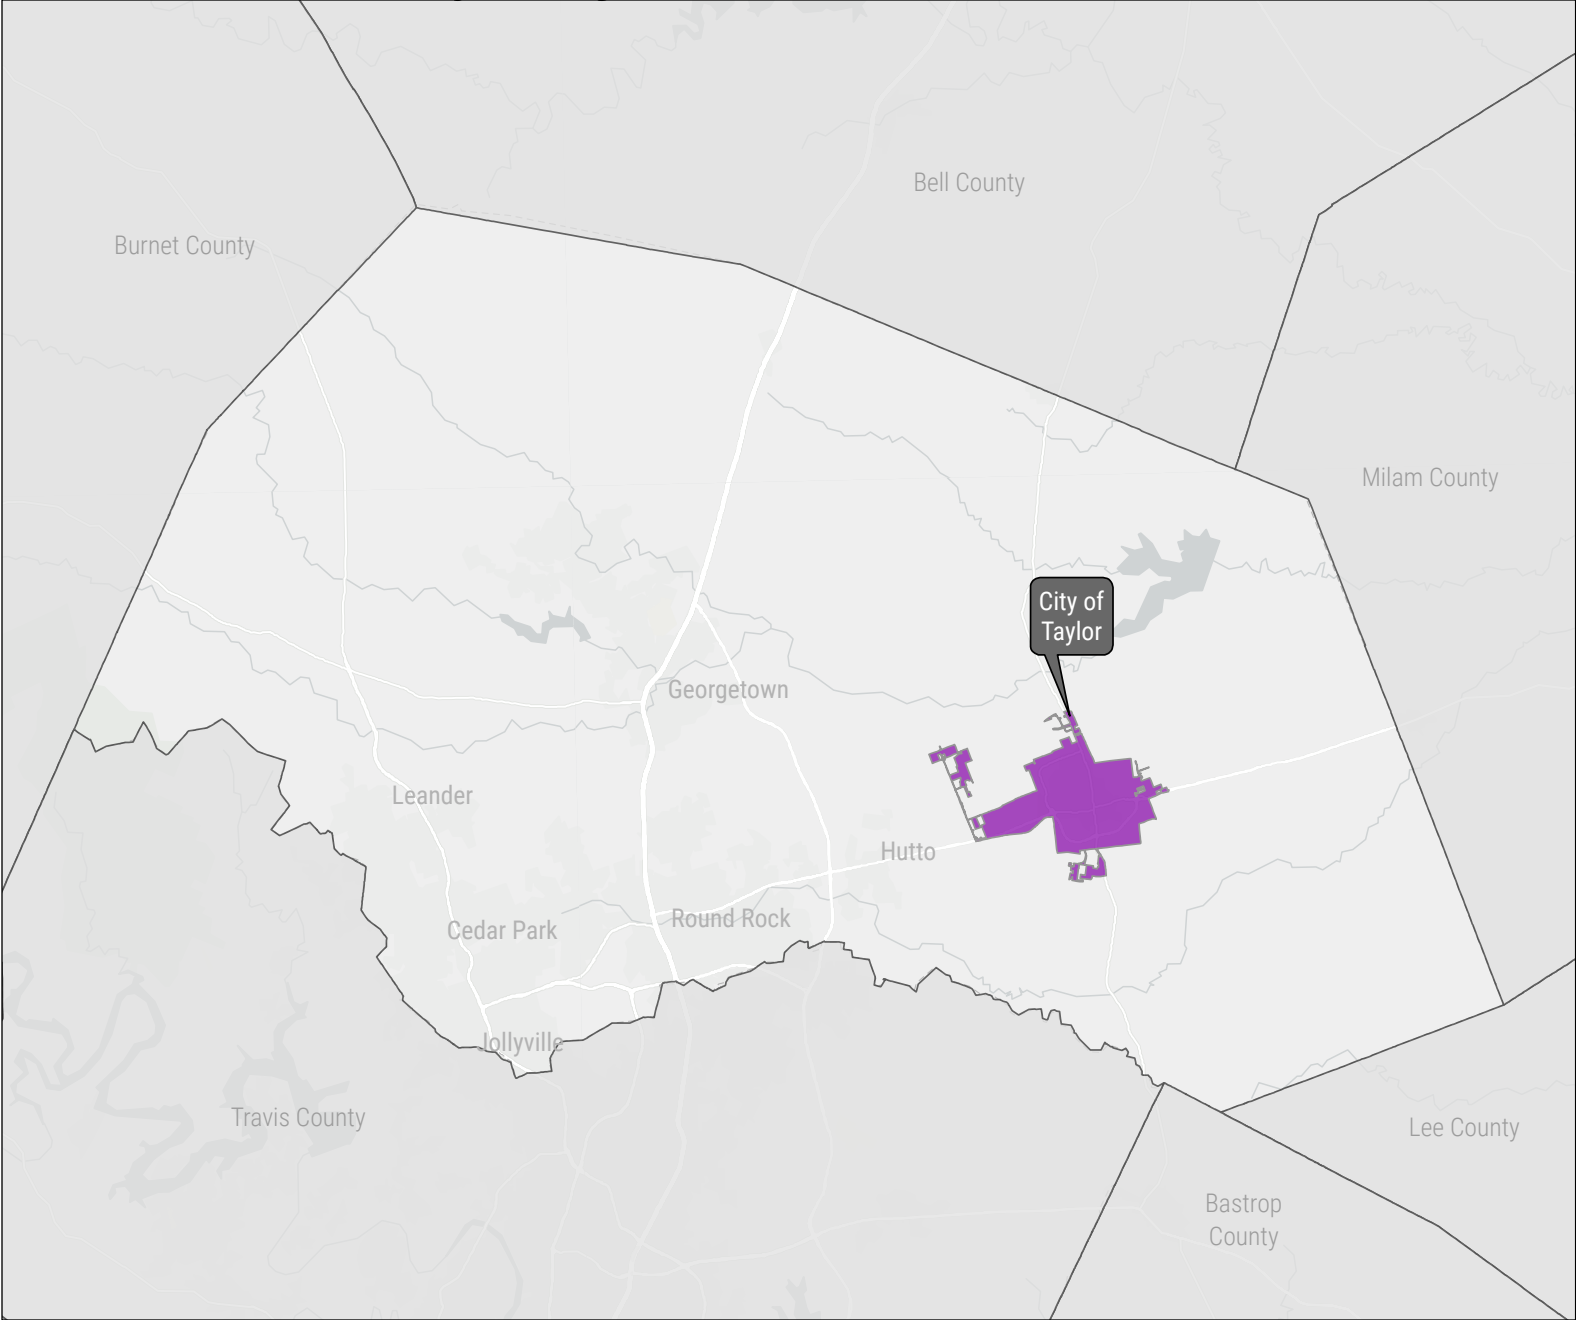 Bell County
Burnet County
Milam County
City of
Taylor
Georgetown
Leander
Hutto
Round Rock
Cedar Park
Jollyville
Travis County
Lee County
Bastrop
County